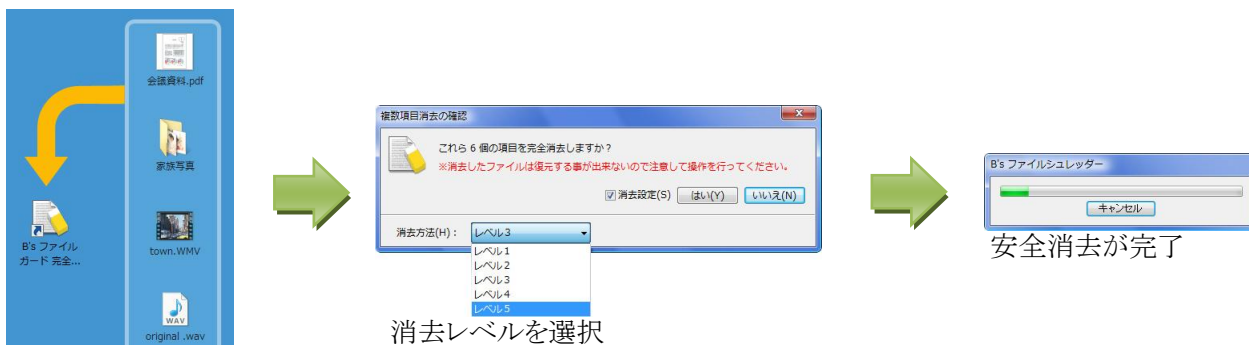 会議資料.pdf
家族写真
town.WMV
original .wav
B's ファイル
ガード 完全...
複数項目消去の確認
これら 6 個の項目を完全消去しますか?
※消去したファイルは復元する事が出来ないので注意して操作を行ってください。
消去設定(S) はい(Y) いいえ(N)
消去方法(H): レベル3
レベル1
レベル2
レベル3
レベル4
レベル5
消去レベルを選択
B's ファイルシュレッダー
キャンセル
安全消去が完了